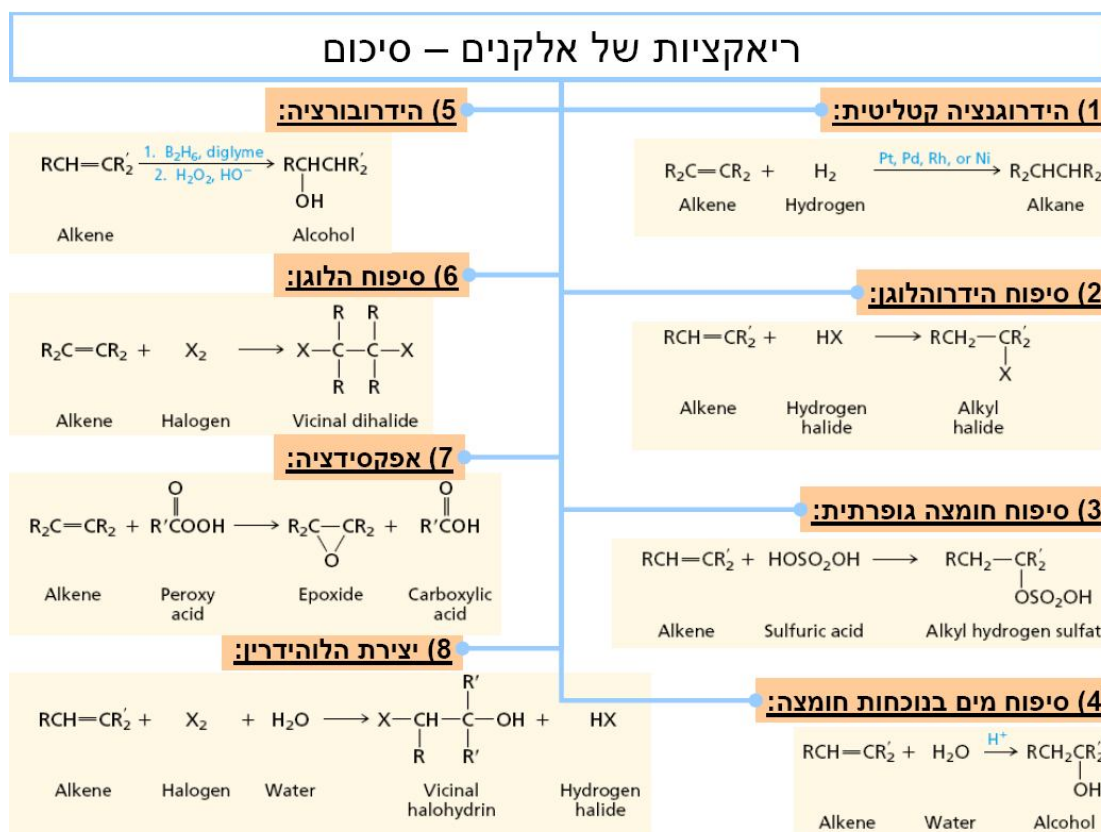 ריאקציות של אלקנים – סיכום
1) הידרוגנציה קטליטית:
R₂C=CR₂ + H₂ Pt, Pd, Rh, or Ni → R₂CHCHR₂
Alkene Hydrogen Alkane
2) סיפוח הידרוהלוגן:
RCH=CR′₂ + HX → RCH₂—CR′₂
X
Alkene Hydrogen halide Alkyl halide
3) סיפוח חומצה גופרתית:
RCH=CR′₂ + HOSO₂OH → RCH₂—CR′₂
OSO₂OH
Alkene Sulfuric acid Alkyl hydrogen sulfat
4) סיפוח מים בנוכחות חומצה:
RCH=CR′₂ + H₂O H⁺ → RCH₂CR′₂
OH
Alkene Water Alcohol
5) הידרובורציה:
RCH=CR′₂ 1. B₂H₆, diglyme 2. H₂O₂, HO⁻ → RCHCHR′₂
OH
Alkene Alcohol
6) סיפוח הלוגן:
R R
R₂C=CR₂ + X₂ → X—C—C—X
R R
Alkene Halogen Vicinal dihalide
7) אפקסידציה:
O O
R₂C=CR₂ + R′COOH → R₂C—CR₂ + R′COH
O
Alkene Peroxy acid Epoxide Carboxylic acid
8) יצירת הלוהידרין:
R′
RCH=CR′₂ + X₂ + H₂O → X—CH—C—OH + HX
R R′
Alkene Halogen Water Vicinal halohydrin Hydrogen halide